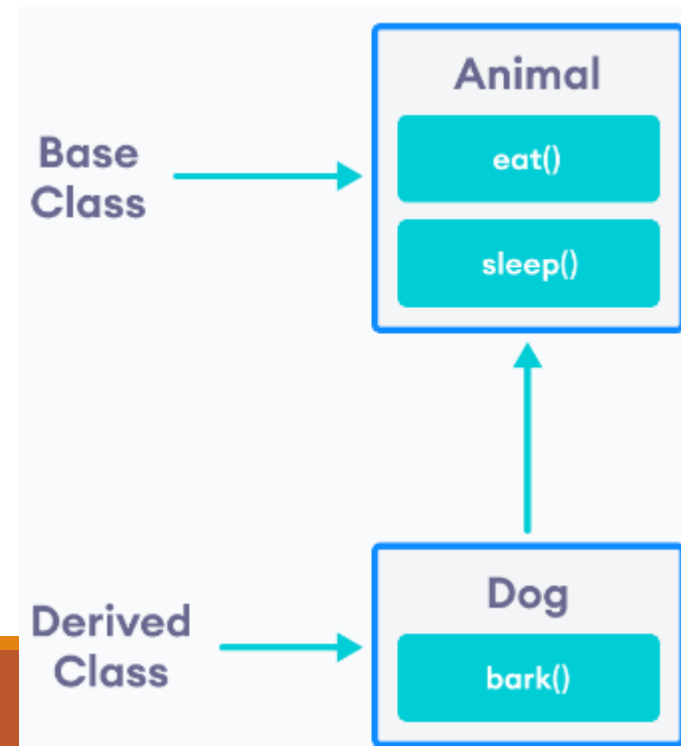 Animal
Base
Class
eat()
sleep()
Dog
Derived
Class
bark()